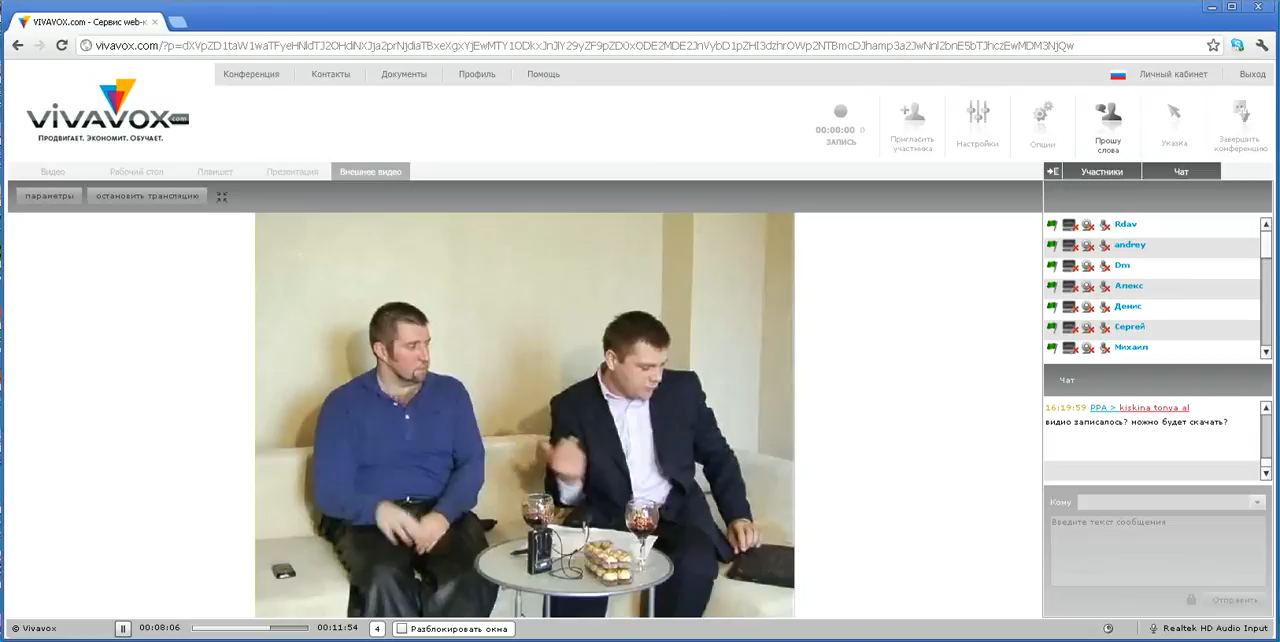 VIVAVOX.com - Сервис web-к
vivavox.com
Конференция Контакты Документы Профиль Помощь Личный кабинет Выход
vivavox.com
ПРОДВИГАЕТ. ЭКОНОМИТ. ОБУЧАЕТ.
00:00:00
ЗАПИСЬ
Пригласить участника
Настройки
Опции
Прошу слова
Указка
Завершить конференцию
Видео Рабочий стол Планшет Презентация Внешнее видео
Участники Чат
параметры остановить трансляцию
Rdav
andrey
Dm
Алекс
Денис
Сергей
Михаил
Чат
16:19:59 PPA > kiskina tonya al
видио записалось? можно будет скачать?
Кому
Введите текст сообщения
Отправить
© Vivavox 00:08:06 00:11:54 4 Разблокировать окна Realtek HD Audio Input